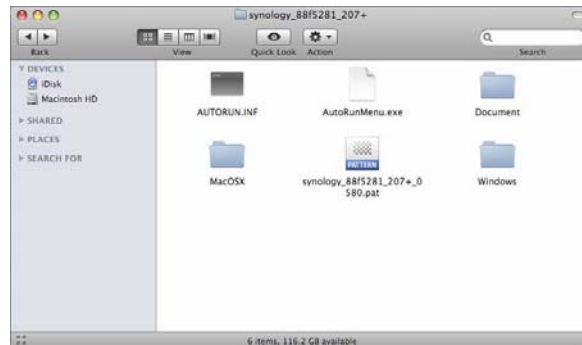 synology_88f5281_207+
Back
View
Quick Look
Action
Search
DEVICES
iDisk
Macintosh HD
SHARED
PLACES
SEARCH FOR
AUTORUN.INF
AutoRunMenu.exe
Document
MacOSX
PATTERN
synology_88f5281_207+_0
580.pat
Windows
6 items, 116.2 GB available